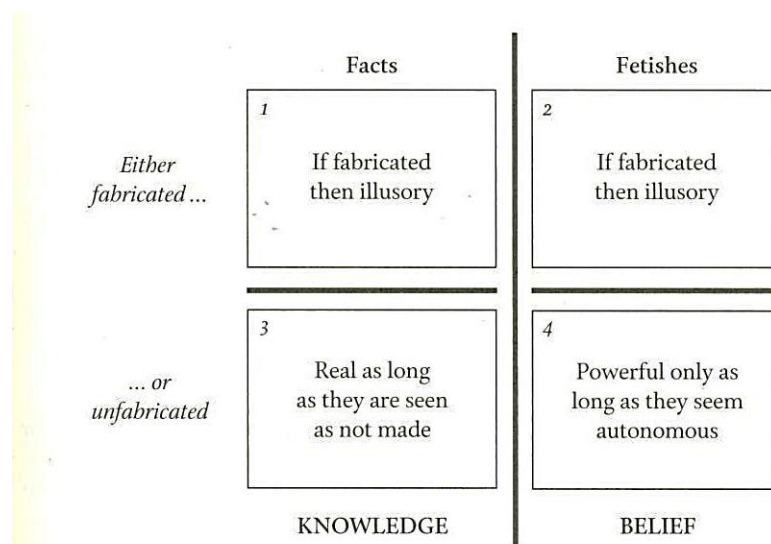 Facts
Fetishes
Either
fabricated ...
1
If fabricated
then illusory
2
If fabricated
then illusory
... or
unfabricated
3
Real as long
as they are seen
as not made
4
Powerful only as
long as they seem
autonomous
KNOWLEDGE
BELIEF